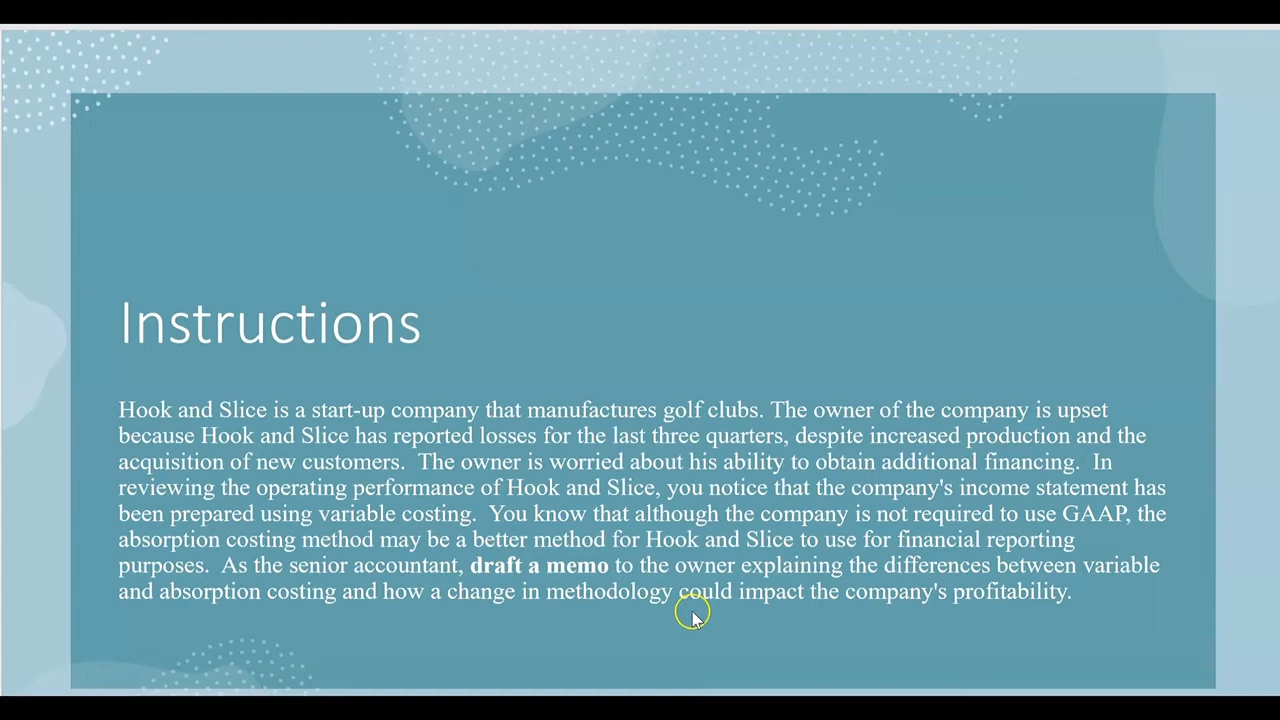 Instructions
Hook and Slice is a start-up company that manufactures golf clubs. The owner of the company is upset
because Hook and Slice has reported losses for the last three quarters, despite increased production and the
acquisition of new customers.  The owner is worried about his ability to obtain additional financing.  In
reviewing the operating performance of Hook and Slice, you notice that the company's income statement has
been prepared using variable costing.  You know that although the company is not required to use GAAP, the
absorption costing method may be a better method for Hook and Slice to use for financial reporting
purposes.  As the senior accountant, draft a memo to the owner explaining the differences between variable
and absorption costing and how a change in methodology could impact the company's profitability.